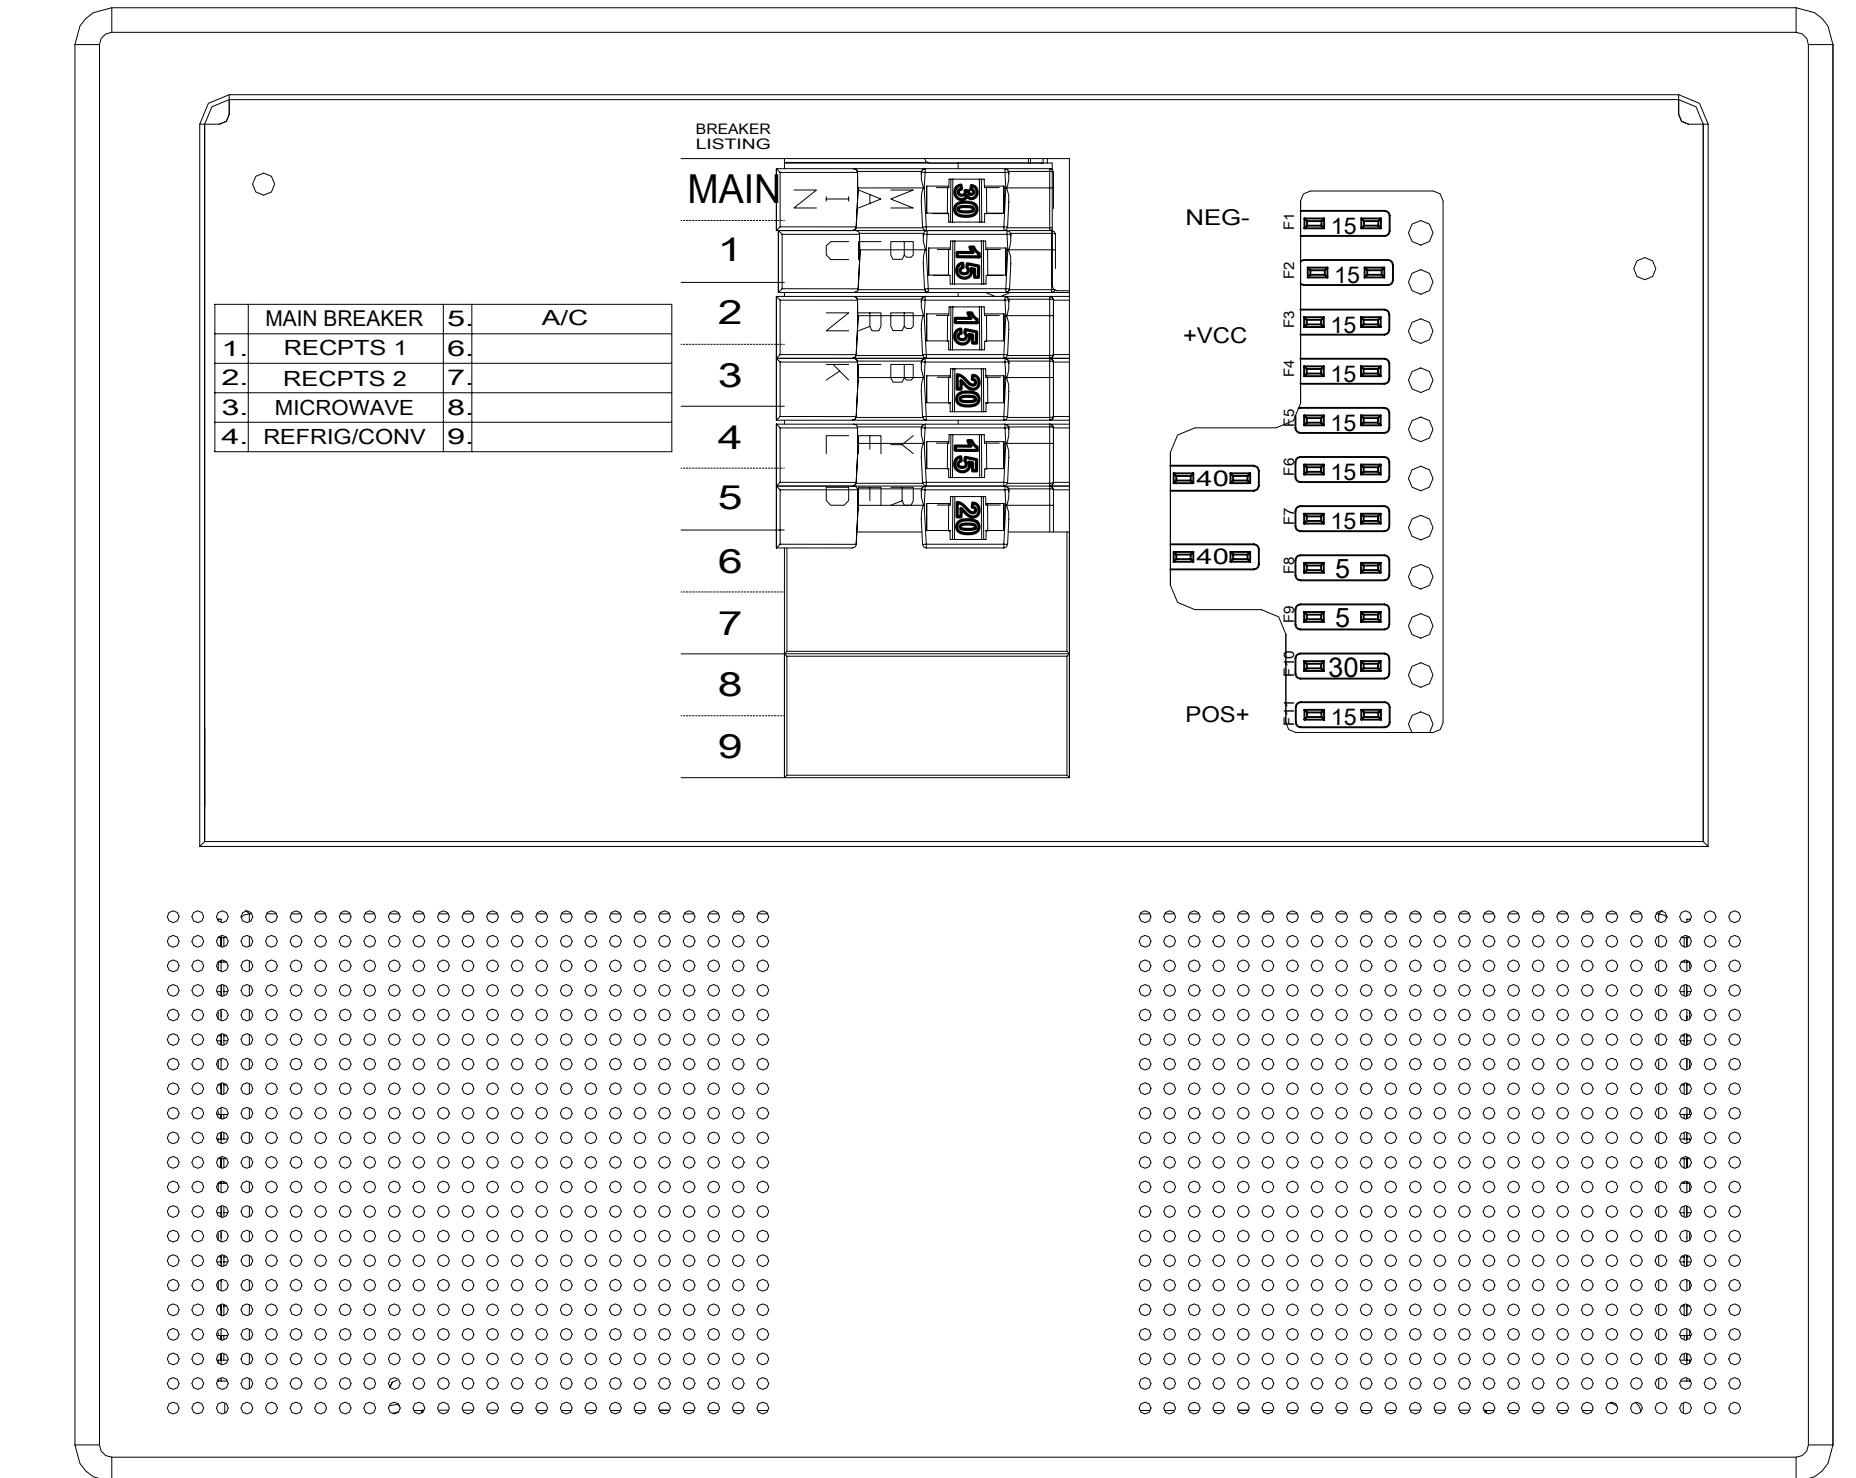 BREAKER
LISTING
MAIN
1
2
3
4
5
6
7
8
9
MAIN BREAKER 5. A/C
1. RECPTS 1 6.
2. RECPTS 2 7.
3. MICROWAVE 8.
4. REFRIG/CONV 9.
30
15
15
20
15
20
NEG-
+VCC
POS+
40
40
F1 15
F2 15
F3 15
F4 15
F5 15
F6 15
F7 15
F8 5
F9 5
F10 30
F11 15